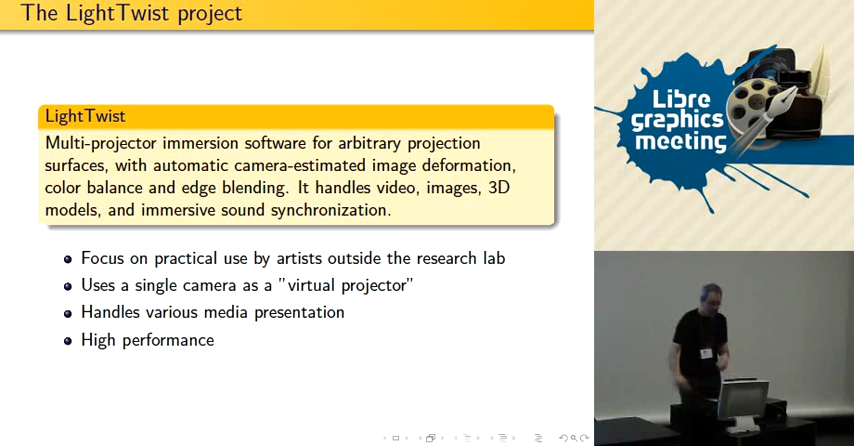 The LightTwist project
LightTwist
Multi-projector immersion software for arbitrary projection
surfaces, with automatic camera-estimated image deformation,
color balance and edge blending. It handles video, images, 3D
models, and immersive sound synchronization.
Focus on practical use by artists outside the research lab
Uses a single camera as a "virtual projector"
Handles various media presentation
High performance
Libre
graphics
meeting